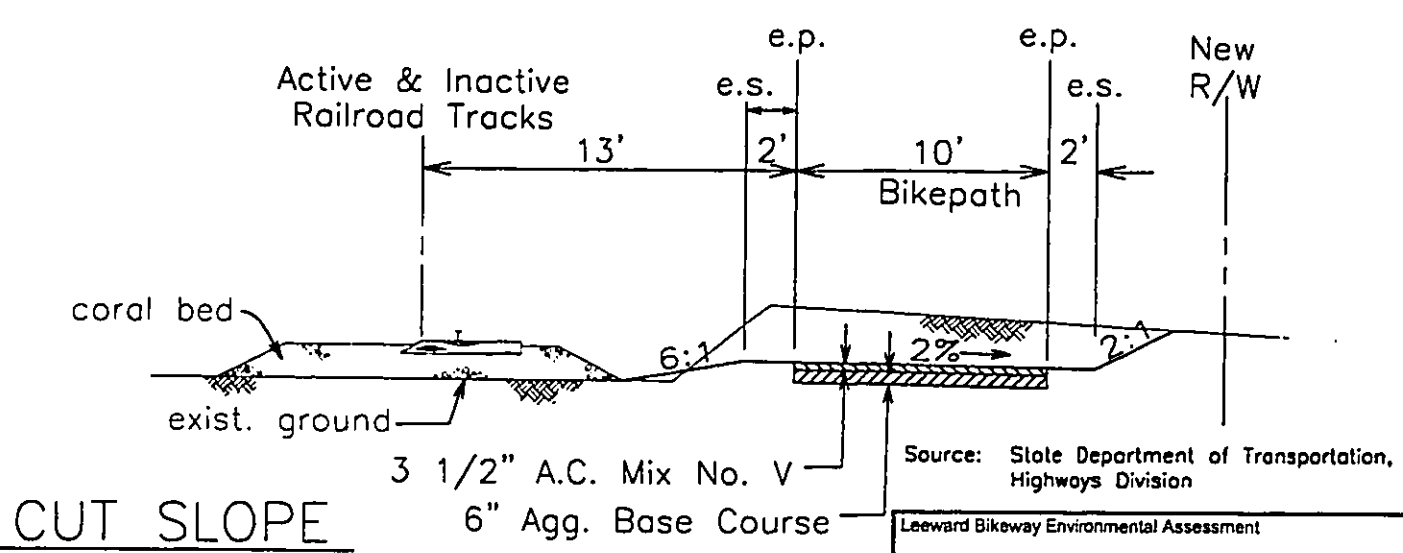 e.p.
e.p.
New
R/W
Active & Inactive
Railroad Tracks
e.s.
e.s.
13'
2'
10'
2'
Bikepath
coral bed
6:1
2%
2:1
exist. ground
3 1/2" A.C. Mix No. V
6" Agg. Base Course
Source: State Department of Transportation,
Highways Division
CUT SLOPE
Leeward Bikeway Environmental Assessment